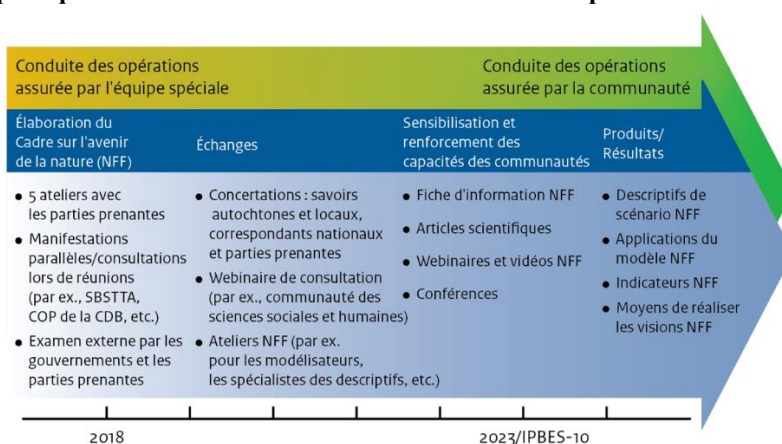 Conduite des opérations
assurée par l'équipe spéciale
Conduite des opérations
assurée par la communauté
Élaboration du
Cadre sur l'avenir
de la nature (NFF)
Échanges
Sensibilisation et
renforcement des
capacités des communautés
Produits/
Résultats
• 5 ateliers avec
les parties prenantes
• Manifestations
parallèles/consultations
lors de réunions
(par ex., SBSTTA,
COP de la CDB, etc.)
• Examen externe par les
gouvernements et les
parties prenantes
• Concertations : savoirs
autochtones et locaux,
correspondants nationaux
et parties prenantes
• Webinaire de consultation
(par ex., communauté des
sciences sociales et humaines)
• Ateliers NFF (par ex.
pour les modélisateurs,
les spécialistes des descriptifs, etc.)
• Fiche d'information NFF
• Articles scientifiques
• Webinaires et vidéos NFF
• Conférences
• Descriptifs de
scénario NFF
• Applications du
modèle NFF
• Indicateurs NFF
• Moyens de réaliser
les visions NFF
2018
2023/IPBES-10